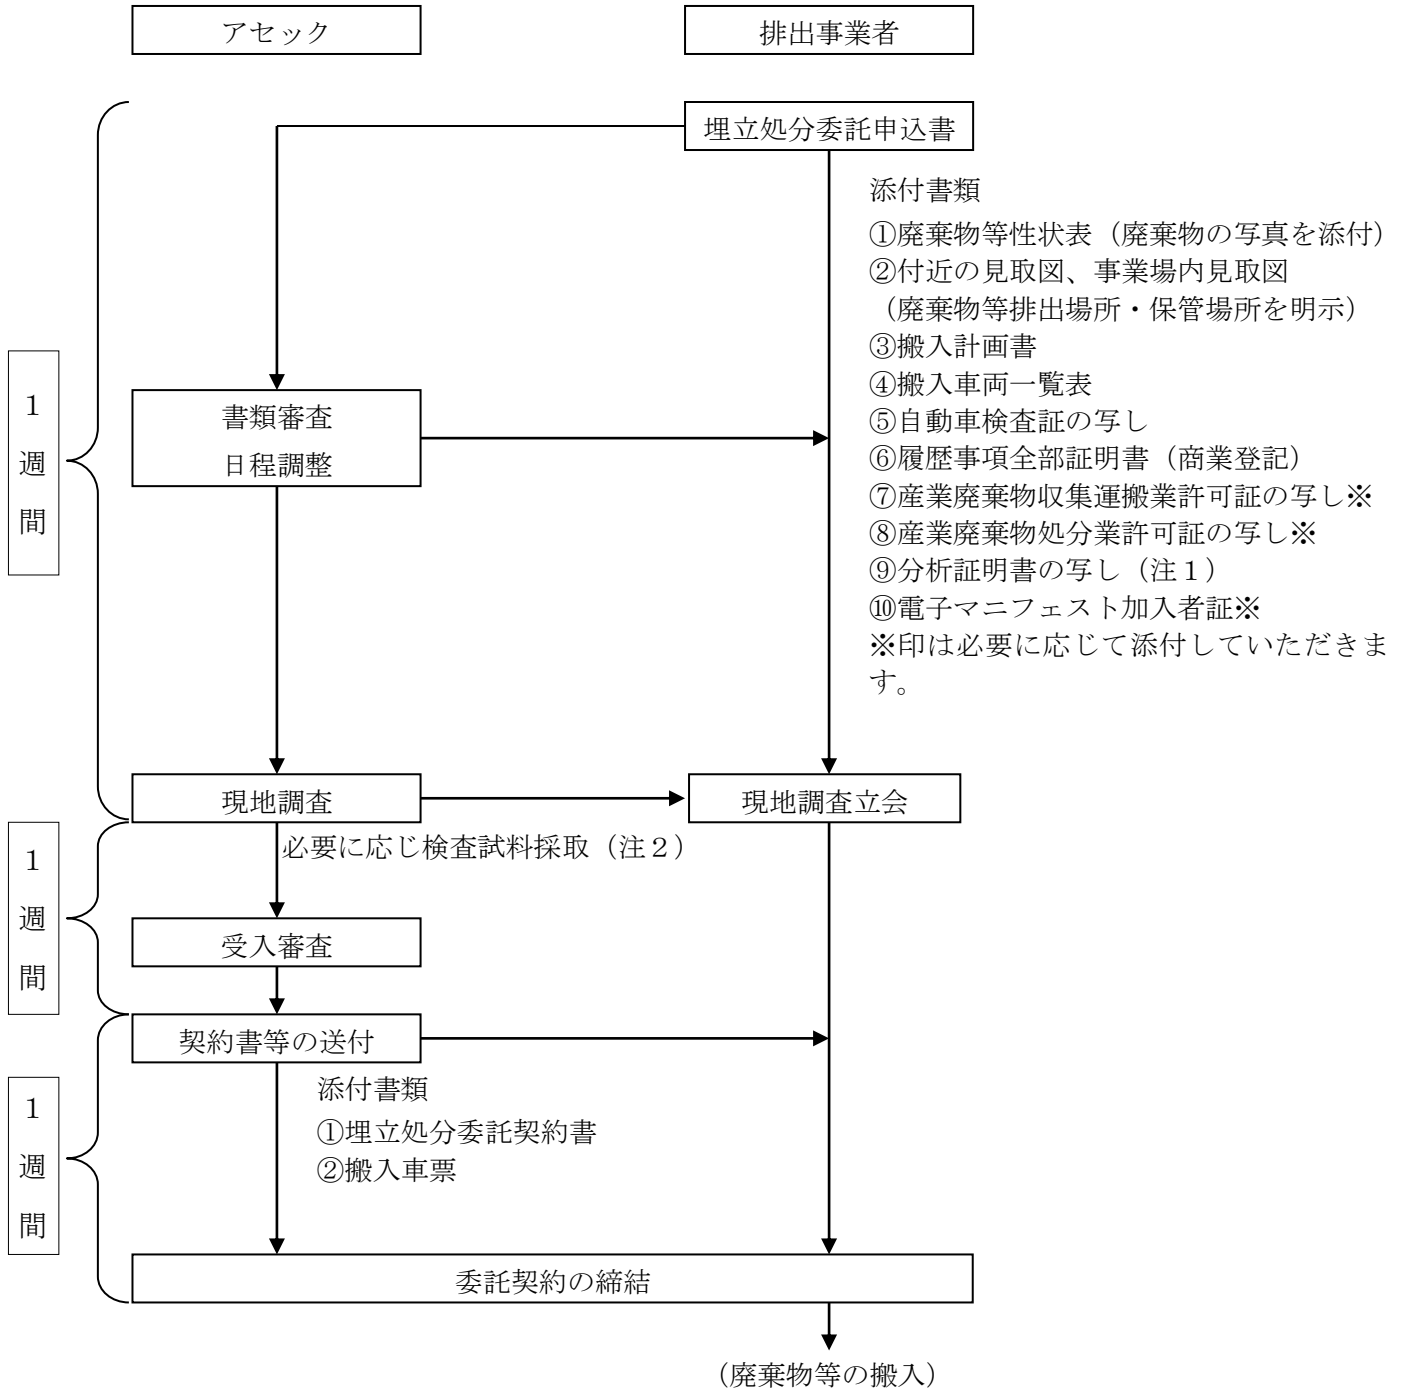 アセック
排出事業者
埋立処分委託申込書
添付書類
①廃棄物等性状表（廃棄物の写真を添付）
②付近の見取図、事業場内見取図
（廃棄物等排出場所・保管場所を明示）
③搬入計画書
④搬入車両一覧表
⑤自動車検査証の写し
⑥履歴事項全部証明書（商業登記）
⑦産業廃棄物収集運搬業許可証の写し※
⑧産業廃棄物処分業許可証の写し※
⑨分析証明書の写し（注１）
⑩電子マニフェスト加入者証※
※印は必要に応じて添付していただきま
す。
１週間
書類審査
日程調整
現地調査
現地調査立会
必要に応じ検査試料採取（注２）
１週間
受入審査
契約書等の送付
添付書類
①埋立処分委託契約書
②搬入車票
１週間
委託契約の締結
（廃棄物等の搬入）